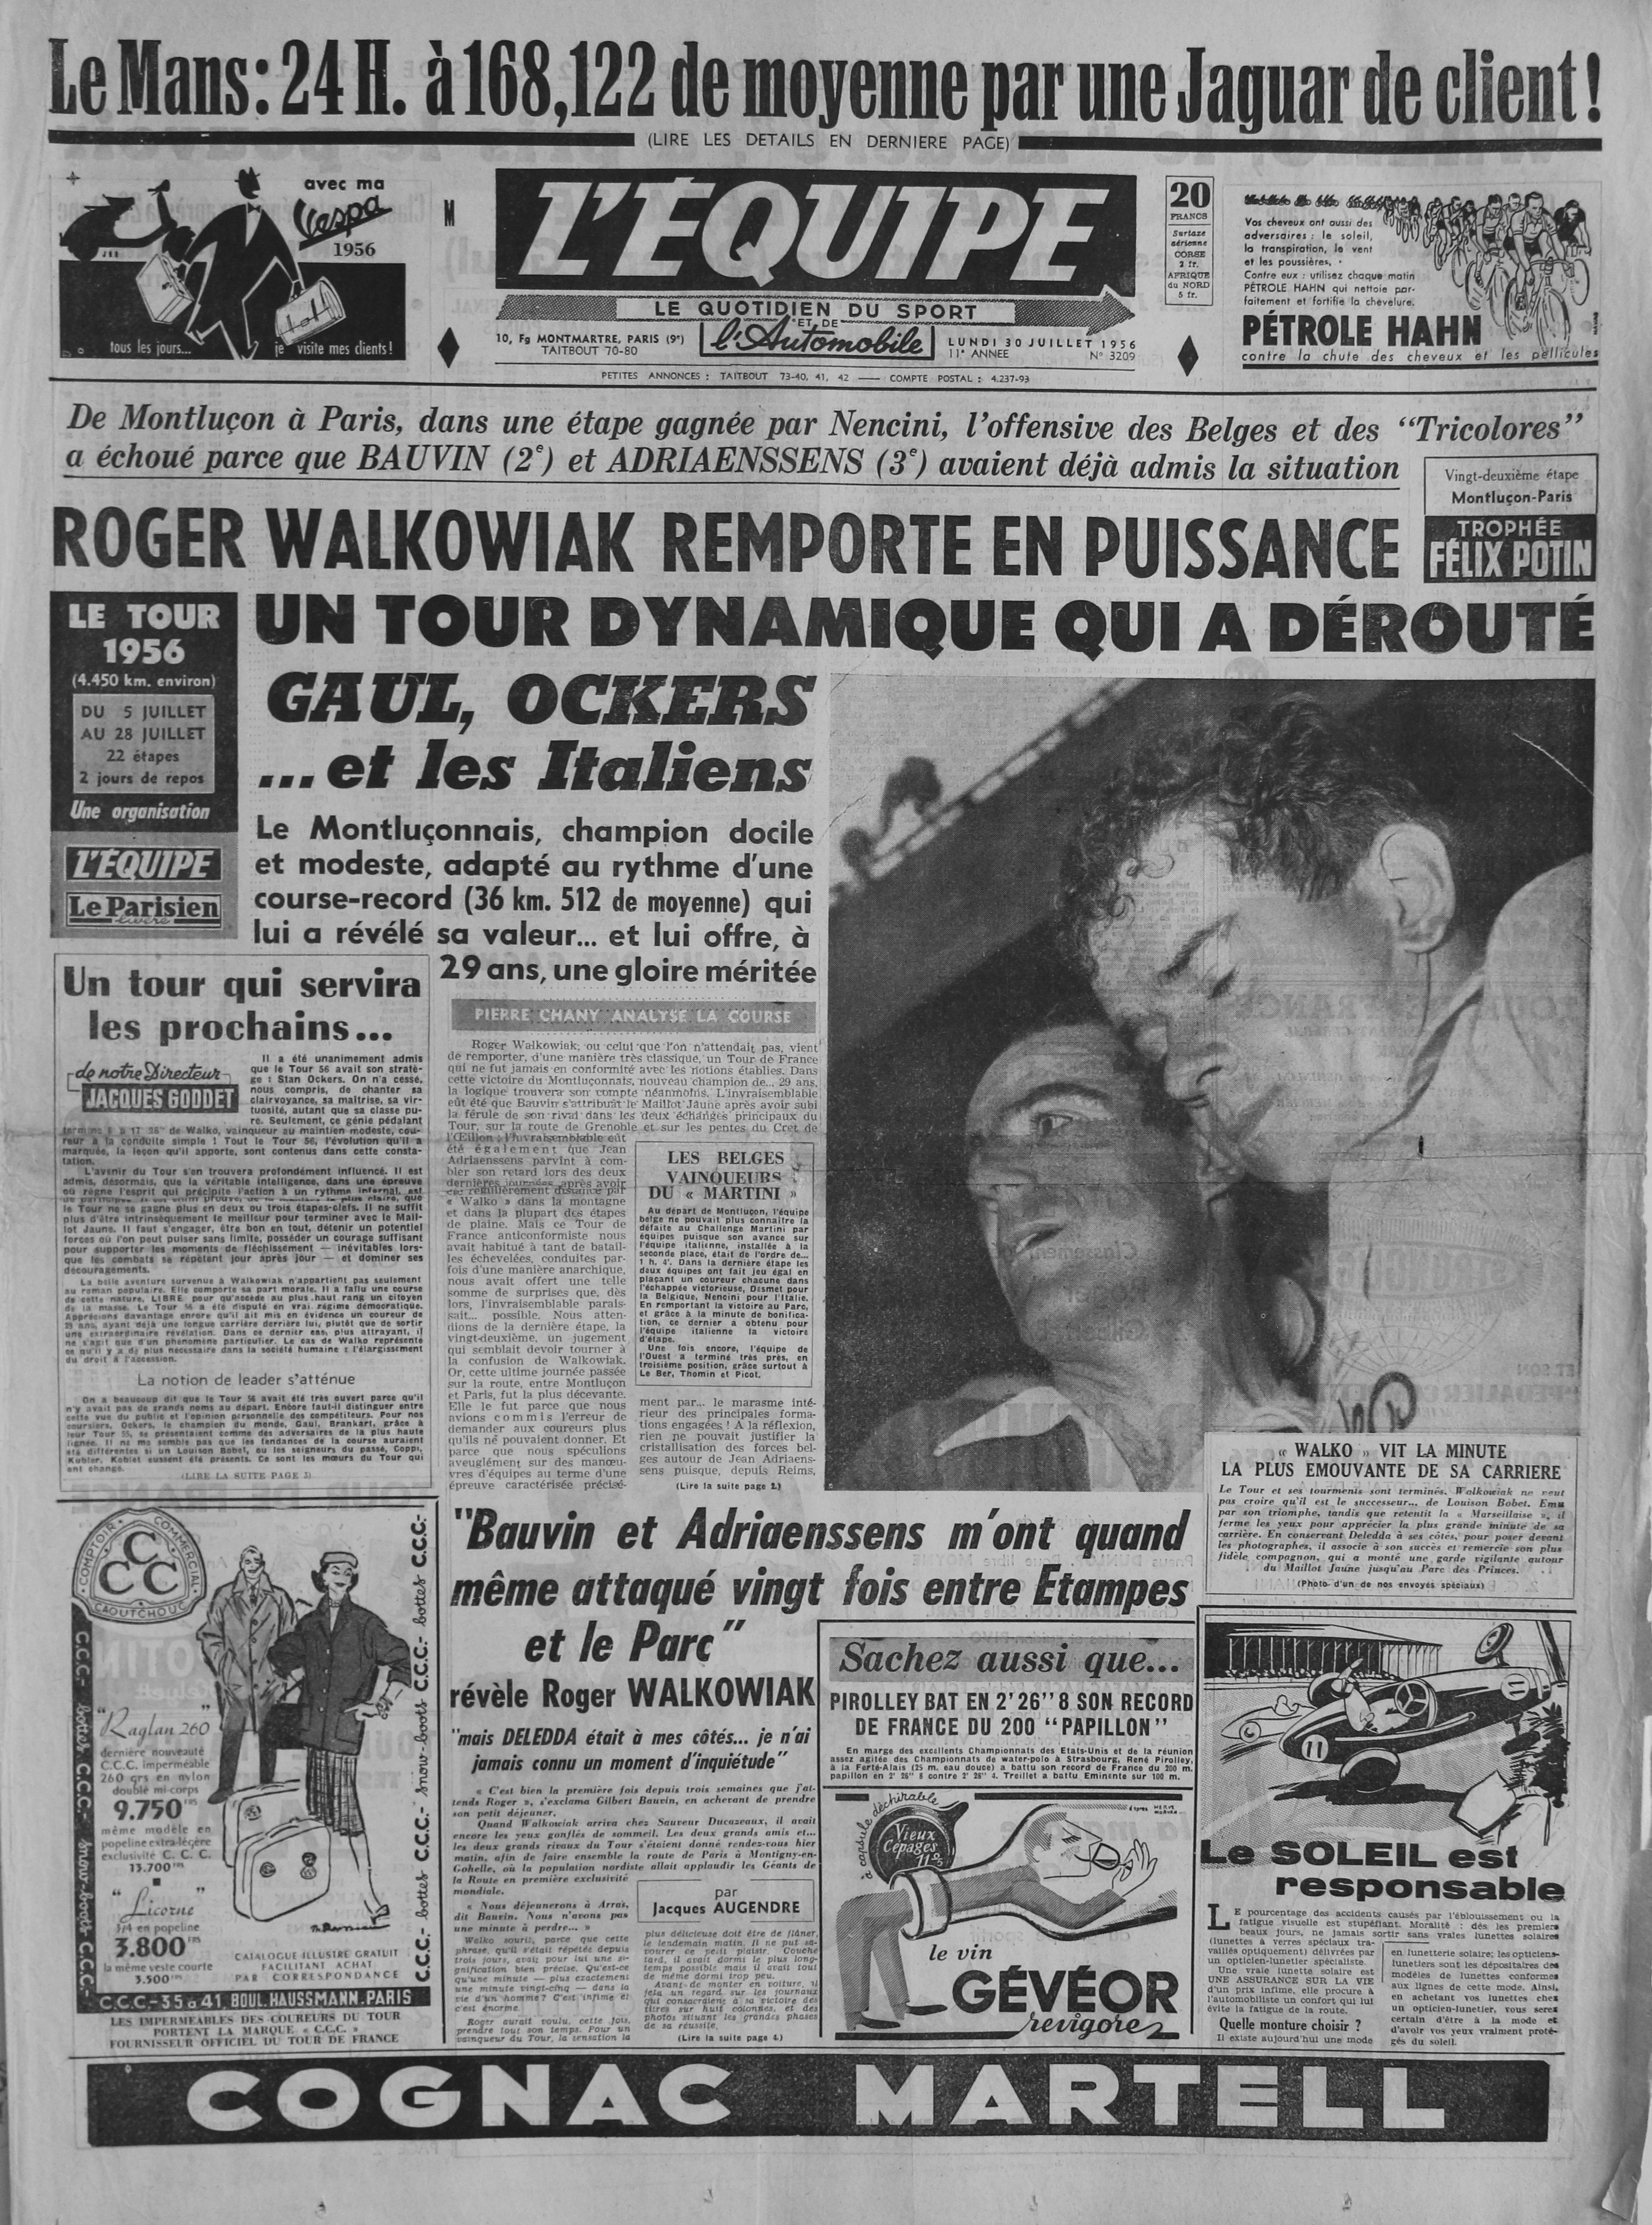 Le Mans: 24 H. à 168,122 de moyenne par une Jaguar de client!
(LIRE LES DETAILS EN DERNIERE PAGE)
avec ma
Vespa
1956
tous les jours... je visite mes clients!
M
L'ÉQUIPE
LE QUOTIDIEN DU SPORT
ET DE
l'Automobile
10, Fg MONTMARTRE, PARIS (9e)
TAITBOUT 70-80
LUNDI 30 JUILLET 1956
11e ANNEE N° 3209
PETITES ANNONCES : TAITBOUT 73-40, 41, 42 — COMPTE POSTAL : 4.237-93
20
FRANCS
Surtaxe
aérienne
CORSE
2 fr.
AFRIQUE
du NORD
5 fr.
Vos cheveux ont aussi des
adversaires : le soleil,
la transpiration, le vent
et les poussières.
Contre eux : utilisez chaque matin
PÉTROLE HAHN qui nettoie par-
faitement et fortifie la chevelure.
PÉTROLE HAHN
contre la chute des cheveux et les pellicules
De Montluçon à Paris, dans une étape gagnée par Nencini, l'offensive des Belges et des "Tricolores"
a échoué parce que BAUVIN (2e) et ADRIAENSSENS (3e) avaient déjà admis la situation
Vingt-deuxième étape
Montluçon-Paris
TROPHÉE
FÉLIX POTIN
ROGER WALKOWIAK REMPORTE EN PUISSANCE
UN TOUR DYNAMIQUE QUI A DÉROUTÉ
GAUL, OCKERS
...et les Italiens
LE TOUR
1956
(4.450 km. environ)
DU 5 JUILLET
AU 28 JUILLET
22 étapes
2 jours de repos
Une organisation
L'ÉQUIPE
Le Parisien
libéré
Le Montluçonnais, champion docile
et modeste, adapté au rythme d'une
course-record (36 km. 512 de moyenne) qui
lui a révélé sa valeur... et lui offre, à
29 ans, une gloire méritée
Un tour qui servira
les prochains...
de notre Directeur
JACQUES GODDET
Il a été unanimement admis
que le Tour 56 avait son stratè-
ge : Stan Ockers. On n'a cessé,
nous compris, de chanter sa
clairvoyance, sa maîtrise, sa vir-
tuosité, autant que sa classe pu-
re. Seulement, ce génie pédalant
de Walko, vainqueur au maintien modeste, cou-
reur à la conduite simple ! Tout le Tour 56, l'évolution qu'il a
marquée, la leçon qu'il apporte, sont contenus dans cette consta-
tation.
L'avenir du Tour s'en trouvera profondément influencé. Il est
admis, désormais, que la véritable intelligence, dans une épreuve
où règne l'esprit qui précipite l'action à un rythme infernal, est
le Tour ne se gagne plus en deux ou trois étapes-clefs. Il ne suffit
plus d'être intrinsèquement le meilleur pour terminer avec le Mail-
lot Jaune. Il faut s'engager, être bon en tout, détenir un potentiel
forces où l'on peut puiser sans limite, posséder un courage suffisant
pour supporter les moments de fléchissement — inévitables lors-
que les combats se répètent jour après jour — et dominer ses
découragements.
La belle aventure survenue à Walkowiak n'appartient pas seulement
au roman populaire. Elle comporte sa part morale. Il a fallu une course
de cette nature, LIBRE pour qu'accède au plus haut rang un citoyen
de la masse. Le Tour 56 a été disputé en vrai régime démocratique.
Apprécions davantage encore qu'il ait mis en évidence un coureur de
29 ans, ayant déjà une longue carrière derrière lui, plutôt que de sortir
une extraordinaire révélation. Dans ce dernier cas, plus attrayant, il
ne s'agit que d'un phénomène particulier. Le cas de Walko représente
ce qu'il y a de plus nécessaire dans la société humaine : l'élargissement
du droit à l'accession.
La notion de leader s'atténue
On a beaucoup dit que le Tour 56 avait été très ouvert parce qu'il
n'y avait pas de grands noms au départ. Encore faut-il distinguer entre
cette vue du public et l'opinion personnelle des compétiteurs. Pour nos
coursiers, Ockers, le champion du monde, Gaul, Brankart, grâce à
leur Tour 55, se présentaient comme des adversaires de la plus haute
lignée. Il ne me semble pas que les tendances de la course auraient
été différentes si un Louison Bobet, ou les seigneurs du passé, Coppi,
Kubler, Koblet eussent été présents. Ce sont les mœurs du Tour qui
ont changé.
(LIRE LA SUITE PAGE 3)
PIERRE CHANY ANALYSE LA COURSE
Roger Walkowiak, ou celui que l'on n'attendait pas, vient
de remporter, d'une manière très classique, un Tour de France
qui ne fut jamais en conformité avec les notions établies. Dans
cette victoire du Montluçonnais, nouveau champion de... 29 ans,
la logique trouvera son compte néanmoins. L'invraisemblable
eût été que Bauvin s'attribuât le Maillot Jaune après avoir subi
la férule de son rival dans les deux échanges principaux du
Tour, sur la route de Grenoble et sur les pentes du Cret de
l'Œillon ; l'invraisemblable eût
été également que Jean
Adriaenssens parvint à com-
bler son retard lors des deux
dernières journées après avoir
été régulièrement distancé par
« Walko » dans la montagne
et dans la plupart des étapes
de plaine. Mais ce Tour de
France anticonformiste nous
avait habitué à tant de batail-
les échevelées, conduites par-
fois d'une manière anarchique,
nous avait offert une telle
somme de surprises que, dès
lors, l'invraisemblable parais-
sait... possible. Nous atten-
dions de la dernière étape, la
vingt-deuxième, un jugement
qui semblait devoir tourner à
la confusion de Walkowiak.
Or, cette ultime journée passée
sur la route, entre Montluçon
et Paris, fut la plus décevante.
Elle le fut parce que nous
avions commis l'erreur de
demander aux coureurs plus
qu'ils ne pouvaient donner. Et
parce que nous spéculions
aveuglément sur des manœu-
vres d'équipes au terme d'une
épreuve caractérisée précisé-
LES BELGES
VAINQUEURS
DU « MARTINI »
Au départ de Montluçon, l'équipe
belge ne pouvait plus connaître la
défaite au Challenge Martini par
équipes puisque son avance sur
l'équipe italienne, installée à la
seconde place, était de l'ordre de...
1 h. 4'. Dans la dernière étape les
deux équipes ont fait jeu égal en
plaçant un coureur chacune dans
l'échappée victorieuse, Desmet pour
la Belgique, Nencini pour l'Italie.
En remportant la victoire au Parc,
et grâce à la minute de bonifica-
tion, ce dernier a obtenu pour
l'équipe italienne la victoire
d'étape.
Une fois encore, l'équipe de
l'Ouest a terminé très près, en
troisième position, grâce surtout à
Le Ber, Thomin et Picot.
ment par... le marasme inté-
rieur des principales forma-
tions engagées ! A la réflexion,
rien ne pouvait justifier la
cristallisation des forces bel-
ges autour de Jean Adriaens-
sens puisque, depuis Reims,
(Lire la suite page 2.)
« WALKO » VIT LA MINUTE
LA PLUS EMOUVANTE DE SA CARRIERE
Le Tour et ses tourments sont terminés. Walkowiak ne veut
pas croire qu'il est le successeur... de Louison Bobet. Emu
par son triomphe, tandis que retentit la « Marseillaise », il
ferme les yeux pour apprécier la plus grande minute de sa
carrière. En conservant Deledda à ses côtés, pour poser devant
les photographes, il associe à son succès et remercie son plus
fidèle compagnon, qui a monté une garde vigilante autour
du Maillot Jaune jusqu'au Parc des Princes.
(Photo d'un de nos envoyés spéciaux)
"Bauvin et Adriaenssens m'ont quand
même attaqué vingt fois entre Etampes
et le Parc"
révèle Roger WALKOWIAK
"mais DELEDDA était à mes côtés... je n'ai
jamais connu un moment d'inquiétude"
« C'est bien la première fois depuis trois semaines que j'at-
tends Roger », s'exclama Gilbert Bauvin, en achevant de prendre
son petit déjeuner.
Quand Walkowiak arriva chez Sauveur Ducazeaux, il avait
encore les yeux gonflés de sommeil. Les deux grands amis et...
les deux grands rivaux du Tour s'étaient donné rendez-vous hier
matin, afin de faire ensemble la route de Paris à Montigny-en-
Gohelle, où la population nordiste allait applaudir les Géants de
la Route en première exclusivité
mondiale.
« Nous déjeunerons à Arras,
dit Bauvin. Nous n'avons pas
une minute à perdre... »
Walko sourit, parce que cette
phrase, qu'il s'était répétée depuis
trois jours, avait pour lui une si-
gnification bien précise. Qu'est-ce
qu'une minute — plus exactement
une minute vingt-cinq — dans la
vie d'un homme ? C'est infime et
c'est énorme.
Roger aurait voulu, cette fois,
prendre tout son temps. Pour un
vainqueur du Tour, la sensation la
par
Jacques AUGENDRE
plus délicieuse doit être de flâner,
le lendemain matin. Il ne put sa-
vourer ce petit plaisir. Couché
tard, il avait dormi le plus long-
temps possible mais il avait tout
de même dormi trop peu.
Avant de monter en voiture, il
jeta un regard sur les journaux
qui consacraient à sa victoire des
titres sur huit colonnes, et des
photos situant les grandes phases
de sa réussite.
(Lire la suite page 4.)
Sachez aussi que...
PIROLLEY BAT EN 2'26''8 SON RECORD
DE FRANCE DU 200 "PAPILLON"
En marge des excellents Championnats des Etats-Unis et de la réunion
assez agitée des Championnats de water-polo à Strasbourg, René Pirolley,
à la Ferté-Alais (25 m. eau douce) a battu son record de France du 200 m.
papillon en 2' 26'' 8 contre 2' 28'' 4. Treillet a battu Eminente sur 100 m.
à capsule déchirable
Vieux
Cépages
11°5
le vin
GÉVÉOR
revigore
11
11
Le SOLEIL est
responsable
LE pourcentage des accidents causés par l'éblouissement ou la
fatigue visuelle est stupéfiant. Moralité : dès les premiers
beaux jours, ne jamais sortir sans vraies lunettes solaires
(lunettes à verres spéciaux tra-
vaillés optiquement) délivrées par
un opticien-lunetier spécialiste.
Une vraie lunette solaire est
UNE ASSURANCE SUR LA VIE
d'un prix infime, elle procure à
l'automobiliste un confort qui lui
évite la fatigue de la route.
Quelle monture choisir ?
Il existe aujourd'hui une mode
en lunetterie solaire; les opticiens-
lunetiers sont les dépositaires des
modèles de lunettes conformes
aux lignes de cette mode. Ainsi,
en achetant vos lunettes chez
un opticien-lunetier, vous serez
certain d'être à la mode et
d'avoir vos yeux vraiment proté-
gés du soleil.
COMPTOIR COMMERCIAL
CCC
CAOUTCHOUC
C.C.C.- bottes C.C.C.- snow-boots C.C.C.-
C.C.C.- bottes C.C.C.- snow-boots C.C.C.- bottes C.C.C.-
"Raglan 260"
dernière nouveauté
C.C.C. imperméable
260 grs en nylon
double mi-corps
9.750 frs
même modèle en
popeline extra-légère
exclusivité C. C. C.
13.700 frs
"Licorne"
3/4 en popeline
3.800 frs
la même veste courte
3.500 frs
CATALOGUE ILLUSTRÉ GRATUIT
FACILITANT ACHAT
PAR CORRESPONDANCE
C.C.C.-35 à 41, BOUL. HAUSSMANN.PARIS
LES IMPERMÉABLES DES COUREURS DU TOUR
PORTENT LA MARQUE « C.C.C. »
FOURNISSEUR OFFICIEL DU TOUR DE FRANCE
COGNAC MARTELL